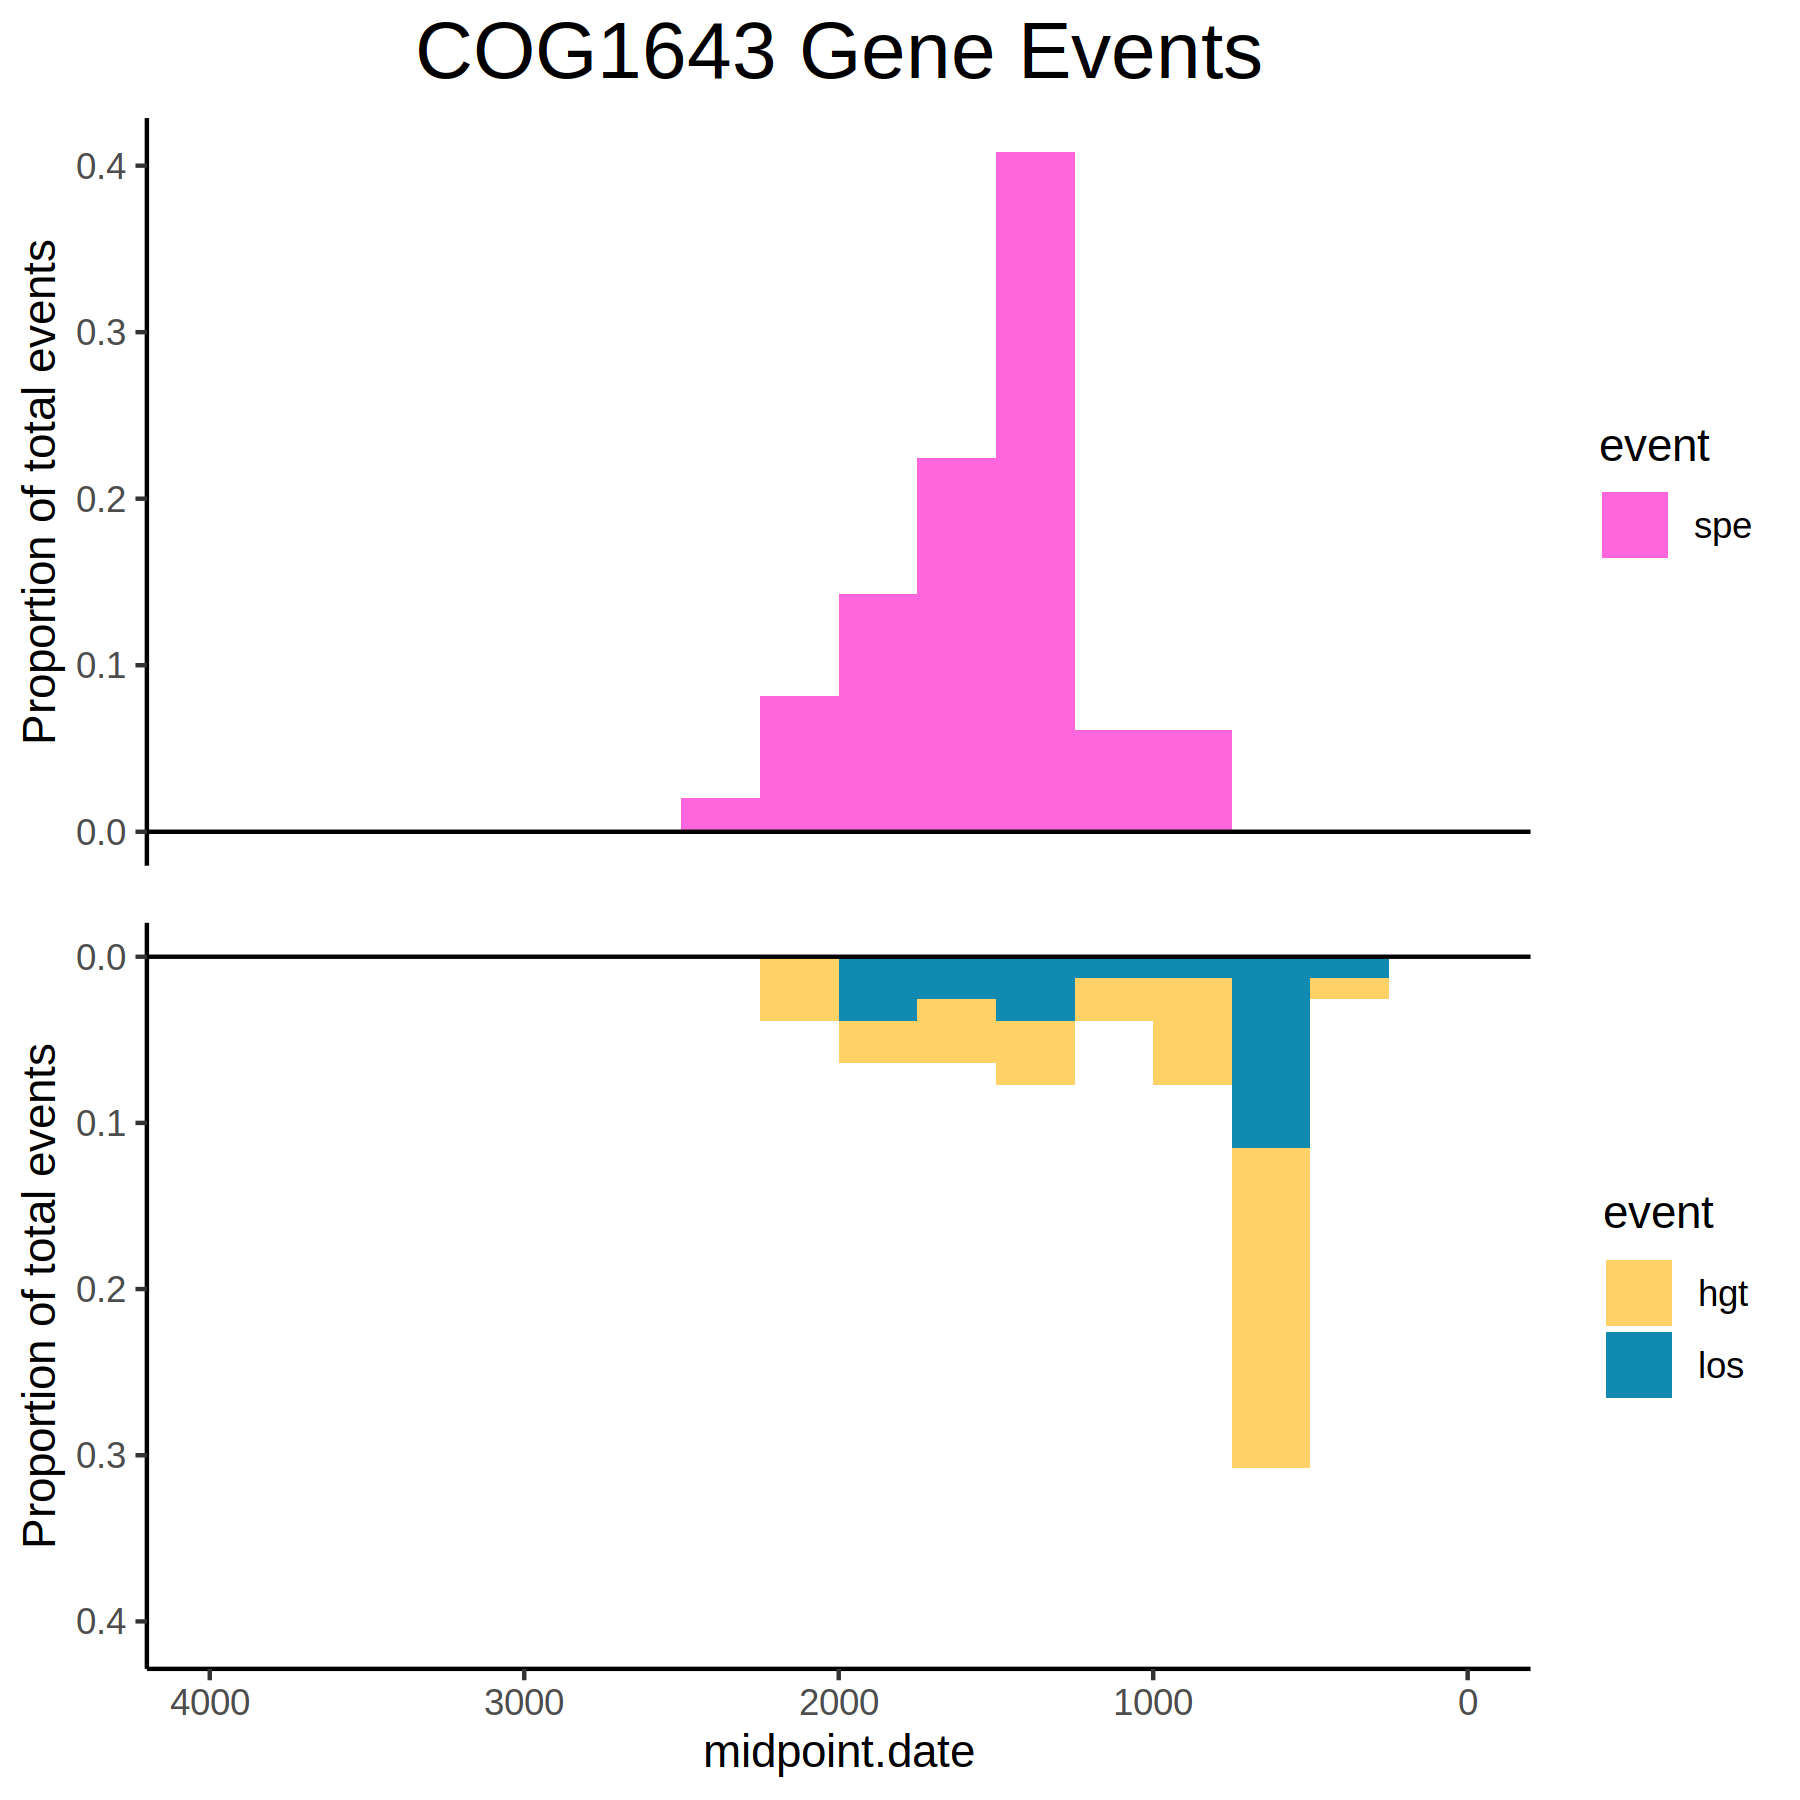 COG1643 Gene Events
Proportion of total events
0.4
0.3
0.2
0.1
0.0
event
spe
Proportion of total events
0.0
0.1
0.2
0.3
0.4
event
hgt
los
4000 3000 2000 1000 0
midpoint.date